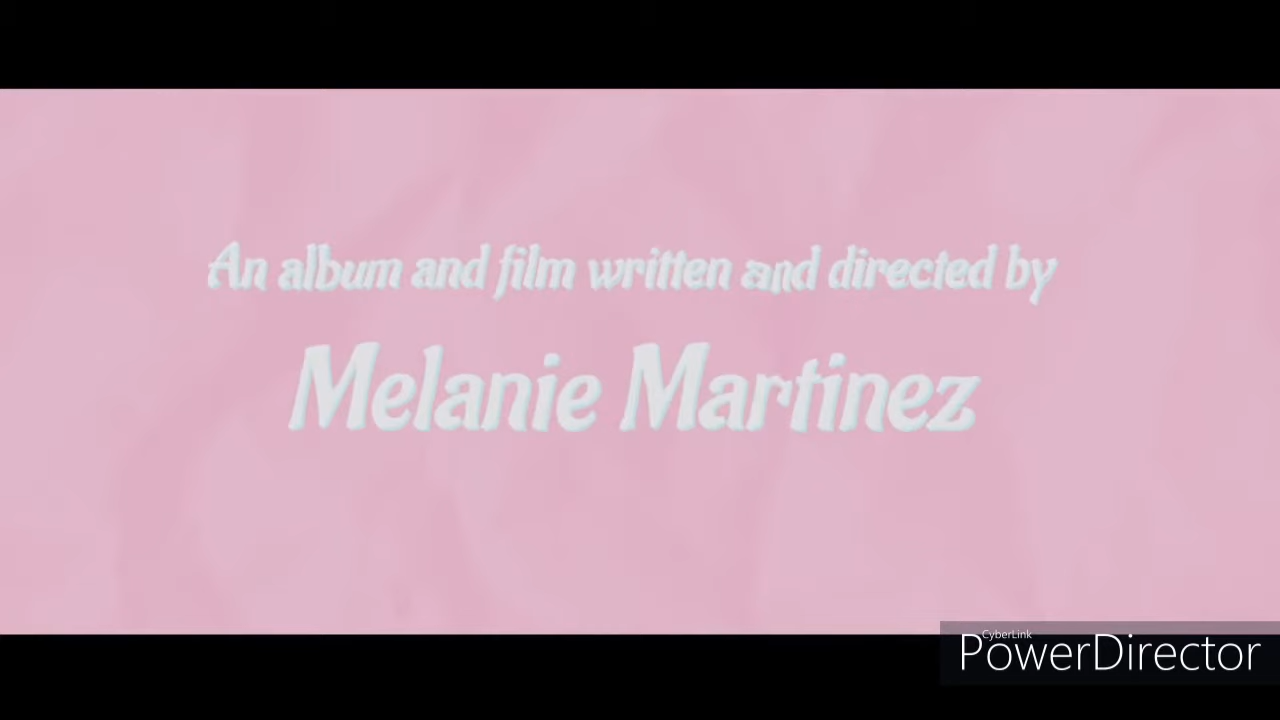 An album and film written and directed by
Melanie Martinez
CyberLink
PowerDirector